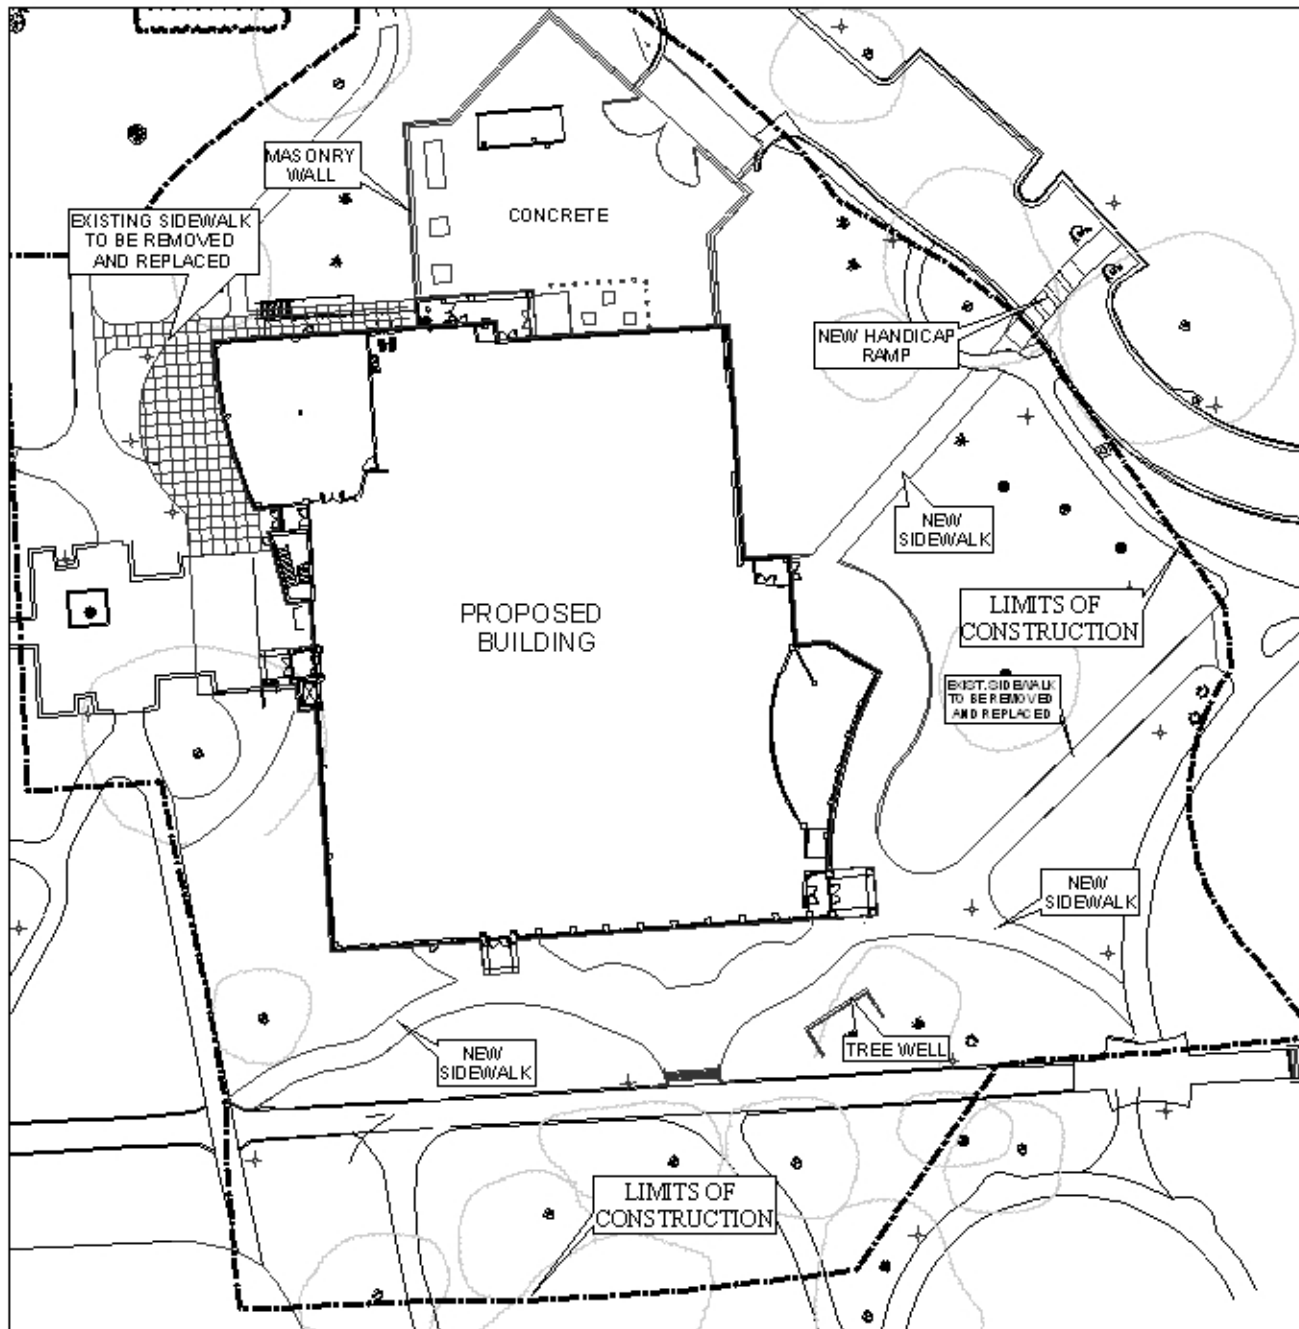 MASONRY
WALL
EXISTING SIDEWALK
TO BE REMOVED
AND REPLACED
CONCRETE
NEW HANDICAP
RAMP
NEW
SIDEWALK
LIMITS OF
CONSTRUCTION
PROPOSED
BUILDING
EXIST. SIDEWALK
TO BE REMOVED
AND REPLACED
NEW
SIDEWALK
TREE WELL
NEW
SIDEWALK
LIMITS OF
CONSTRUCTION